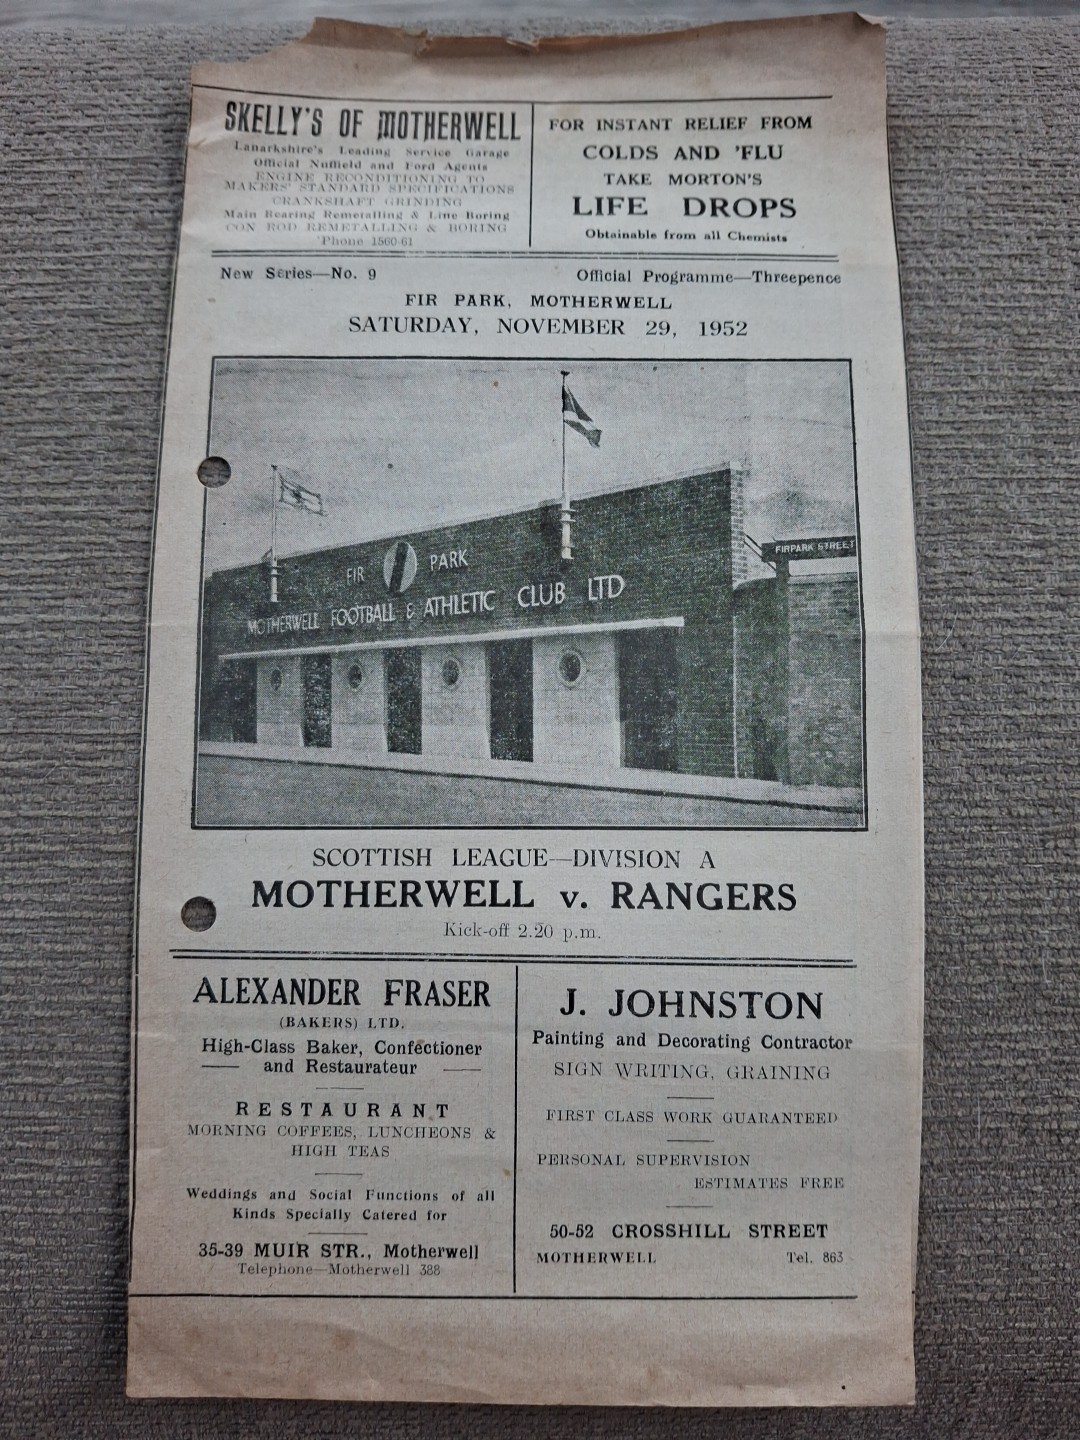 SKELLY'S OF MOTHERWELL
Lanarkshire's Leading Service Garage
Official Nuffield and Ford Agents
ENGINE RECONDITIONING TO
MAKERS' STANDARD SPECIFICATIONS
CRANKSHAFT GRINDING
Main Bearing Remetalling & Line Boring
CON ROD REMETALLING & BORING
'Phone 1560-61
FOR INSTANT RELIEF FROM
COLDS AND 'FLU
TAKE MORTON'S
LIFE DROPS
Obtainable from all Chemists
New Series—No. 9
Official Programme—Threepence
FIR PARK, MOTHERWELL
SATURDAY, NOVEMBER 29, 1952
FIR PARK
MOTHERWELL FOOTBALL & ATHLETIC CLUB LTD
FIRPARK STREET
SCOTTISH LEAGUE—DIVISION A
MOTHERWELL v. RANGERS
Kick-off 2.20 p.m.
ALEXANDER FRASER
(BAKERS) LTD.
High-Class Baker, Confectioner
and Restaurateur
RESTAURANT
MORNING COFFEES, LUNCHEONS &
HIGH TEAS
Weddings and Social Functions of all
Kinds Specially Catered for
35-39 MUIR STR., Motherwell
Telephone—Motherwell 388
J. JOHNSTON
Painting and Decorating Contractor
SIGN WRITING, GRAINING
FIRST CLASS WORK GUARANTEED
PERSONAL SUPERVISION
ESTIMATES FREE
50-52 CROSSHILL STREET
MOTHERWELL Tel. 863